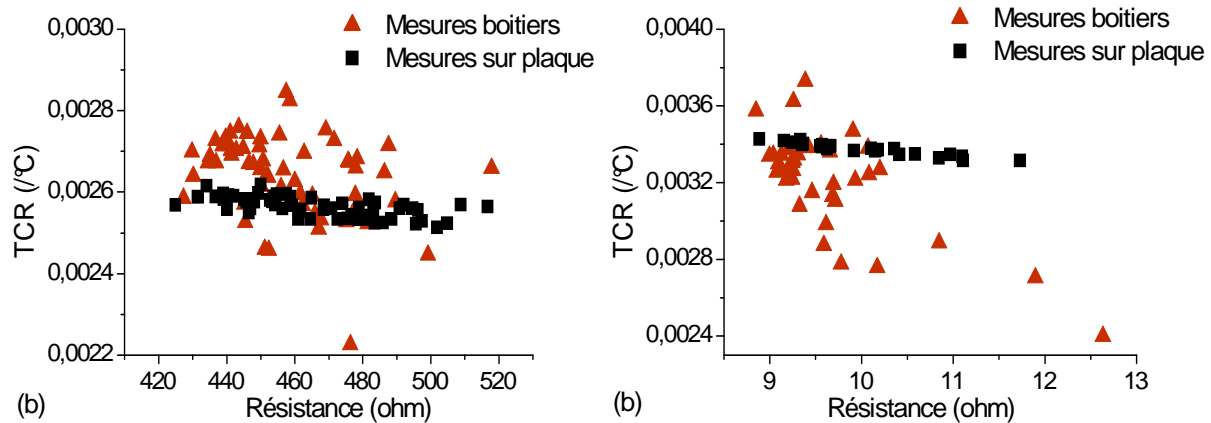 0,0030
0,0028
0,0026
0,0024
0,0022
TCR (/°C)
Mesures boitiers
Mesures sur plaque
420 440 460 480 500 520
Résistance (ohm)
(b)
0,0040
0,0036
0,0032
0,0028
0,0024
TCR (/°C)
Mesures boitiers
Mesures sur plaque
9 10 11 12 13
Résistance (ohm)
(b)